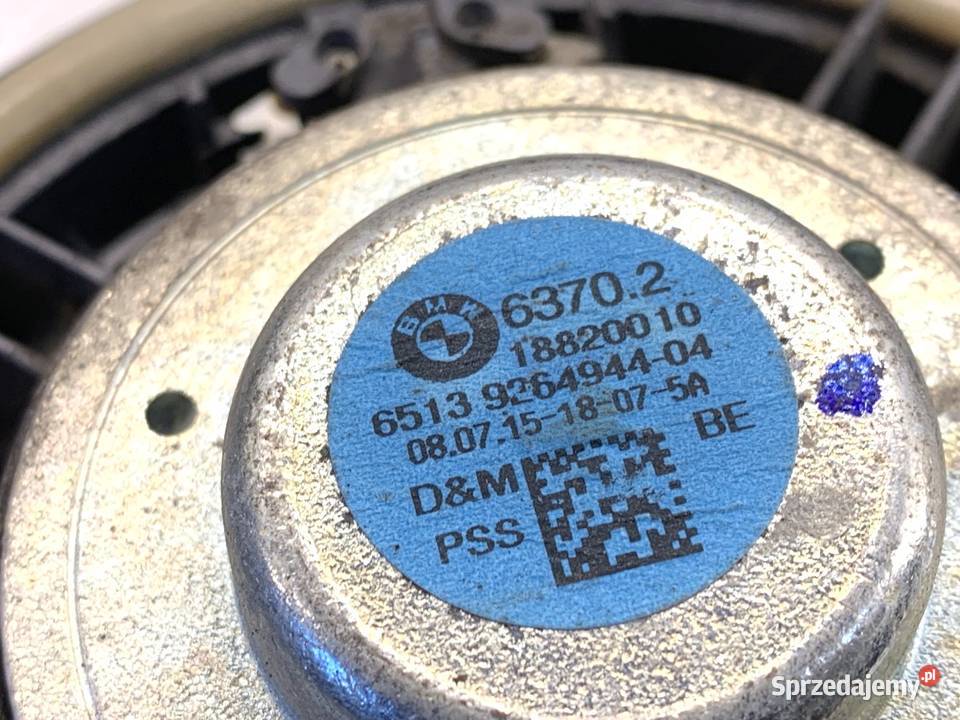 BMW 6370.2
18820010
6513 9264944-04
08.07.15-18-07-5A
D&M BE
PSS
Sprzedajemy.pl